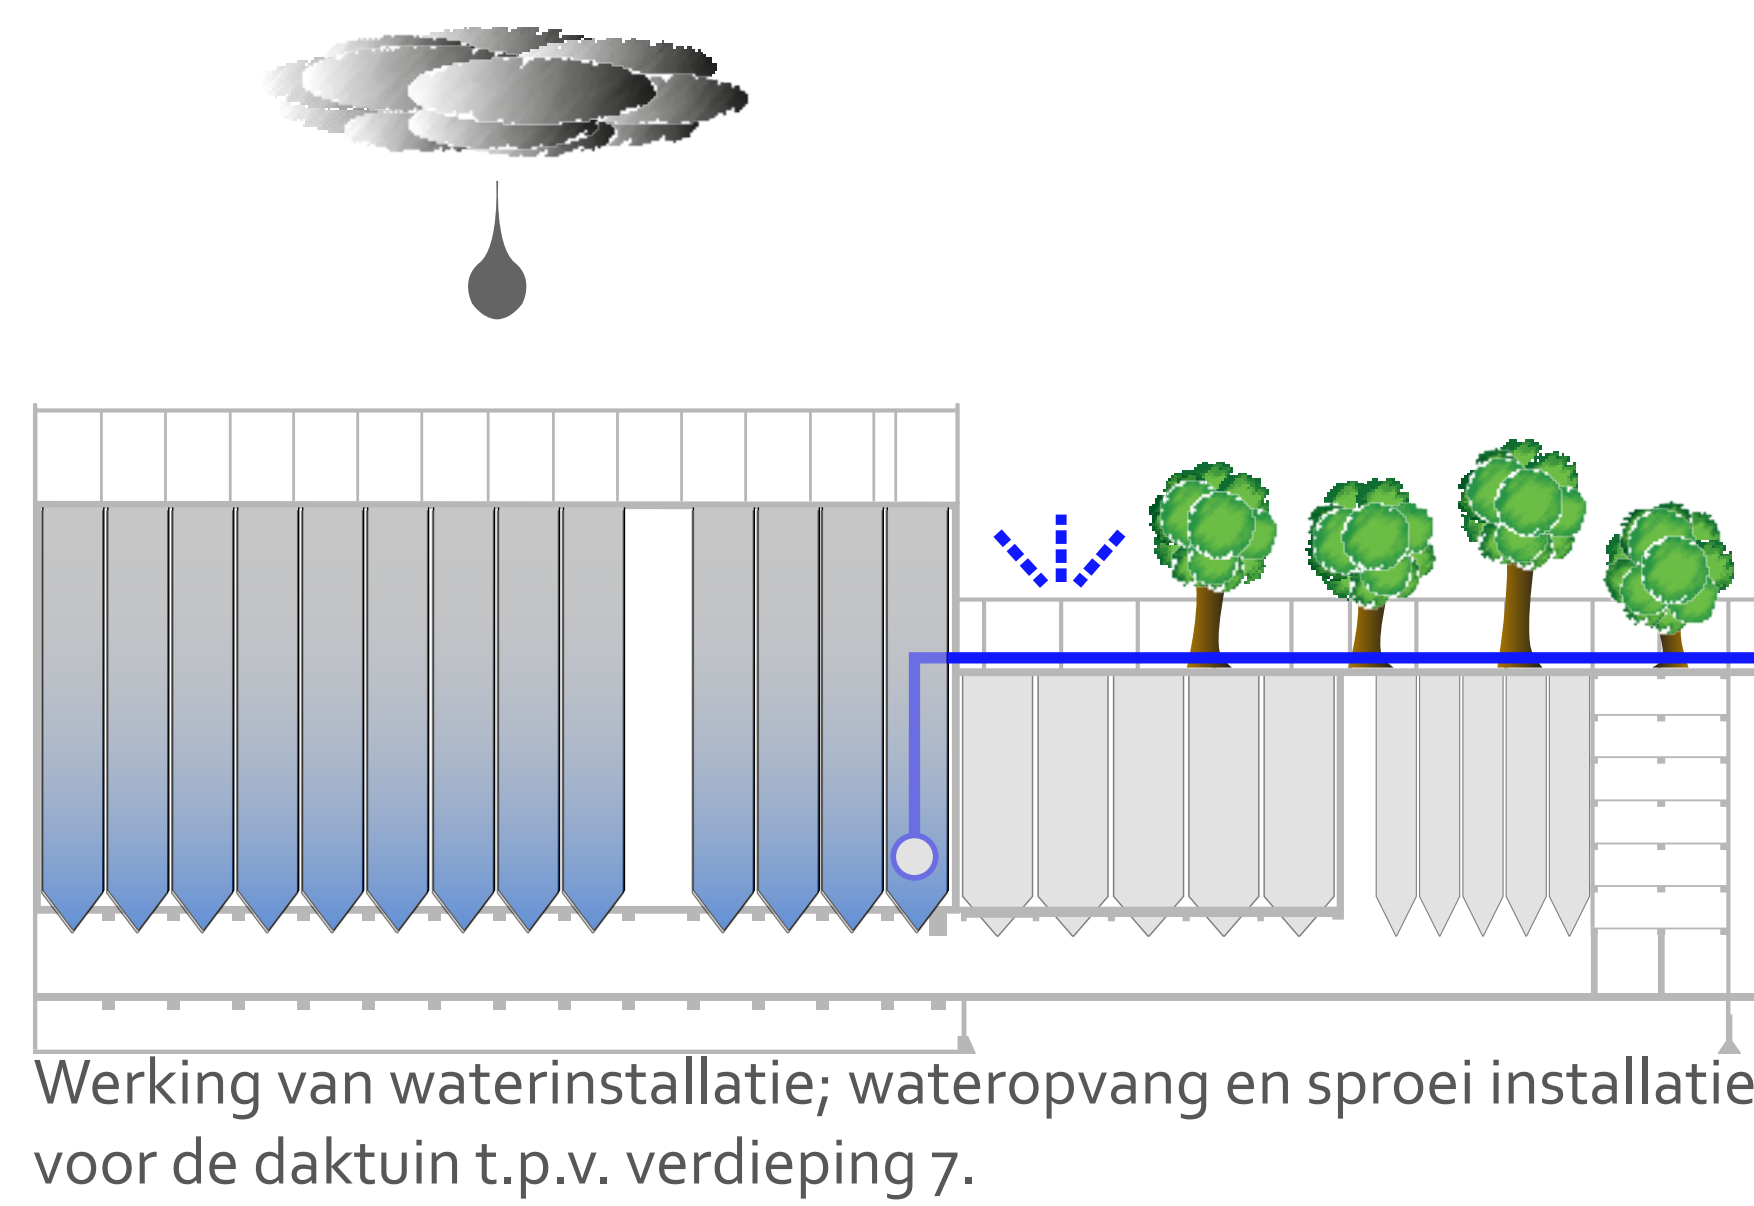 Werking van waterinstallatie; wateropvang en sproei installatie
voor de daktuin t.p.v. verdieping 7.